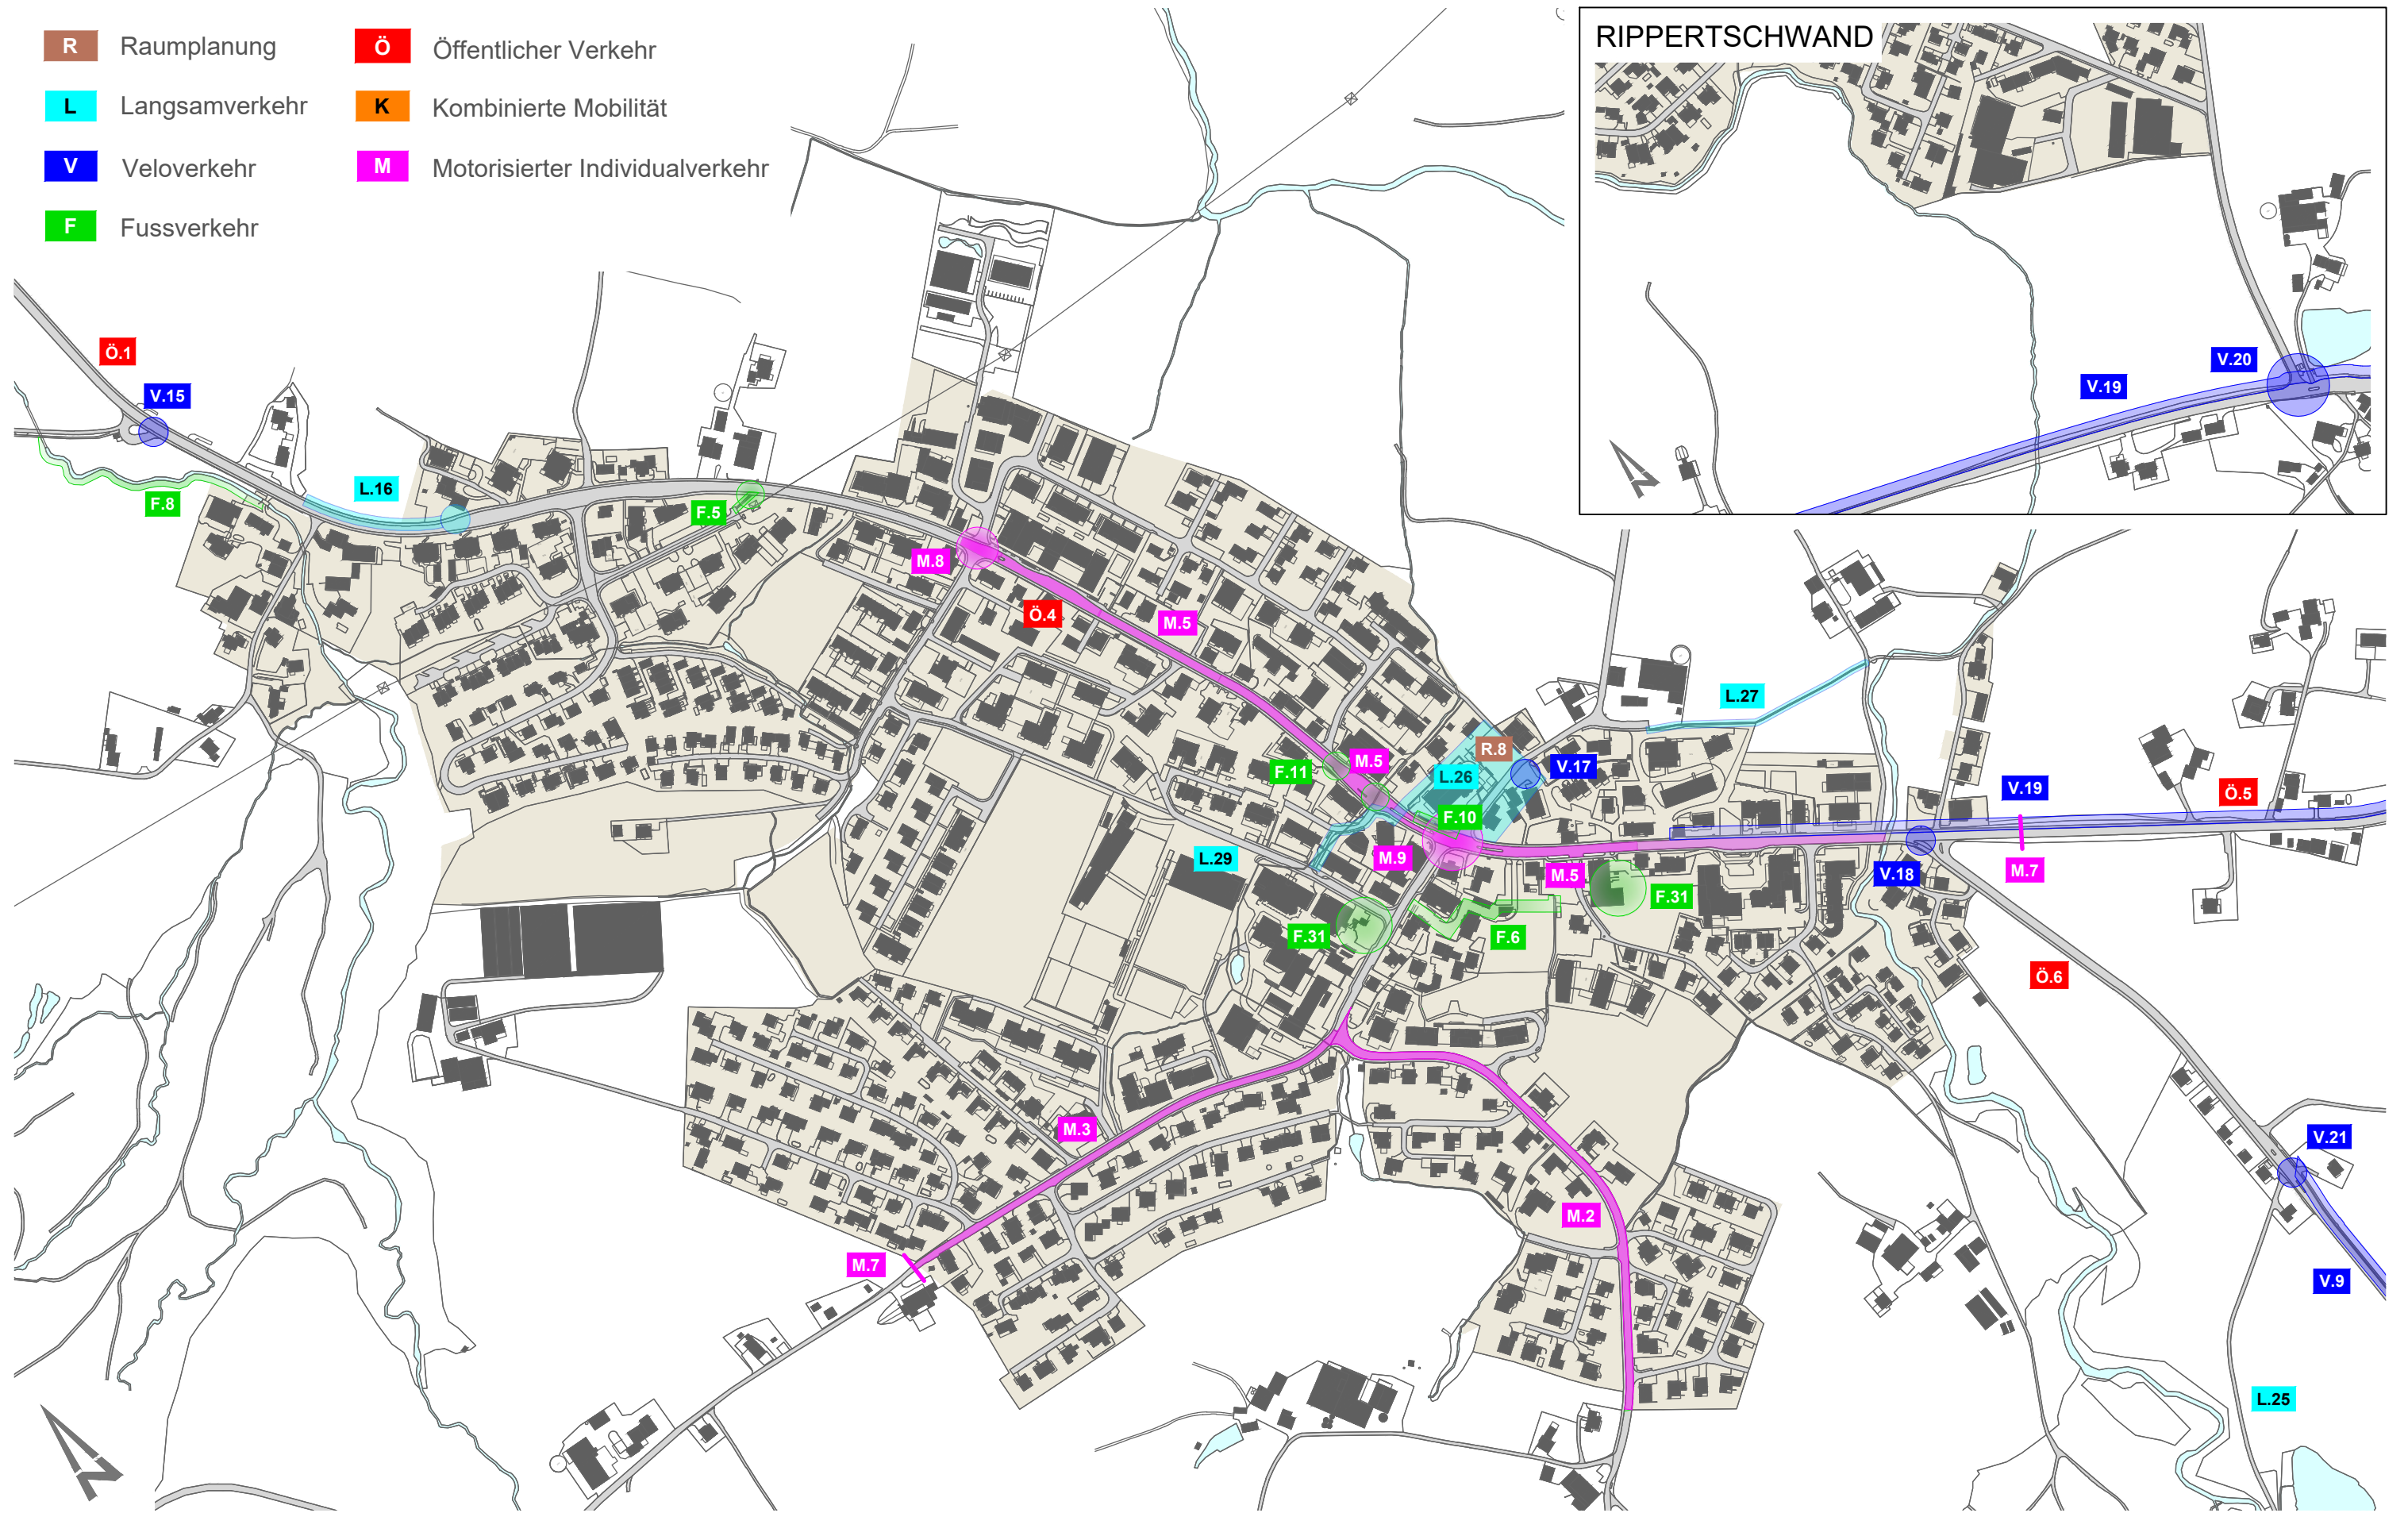 R Raumplanung
Ö Öffentlicher Verkehr
L Langsamverkehr
K Kombinierte Mobilität
V Veloverkehr
M Motorisierter Individualverkehr
F Fussverkehr
RIPPERTSCHWAND
V.20
V.19
Ö.1
V.15
L.16
F.8
F.5
M.8
Ö.4
M.5
L.27
R.8
M.5
V.17
F.11
L.26
V.19
Ö.5
F.10
L.29
M.9
M.5
V.18
M.7
F.31
F.31
F.6
Ö.6
M.3
V.21
M.2
M.7
V.9
L.25